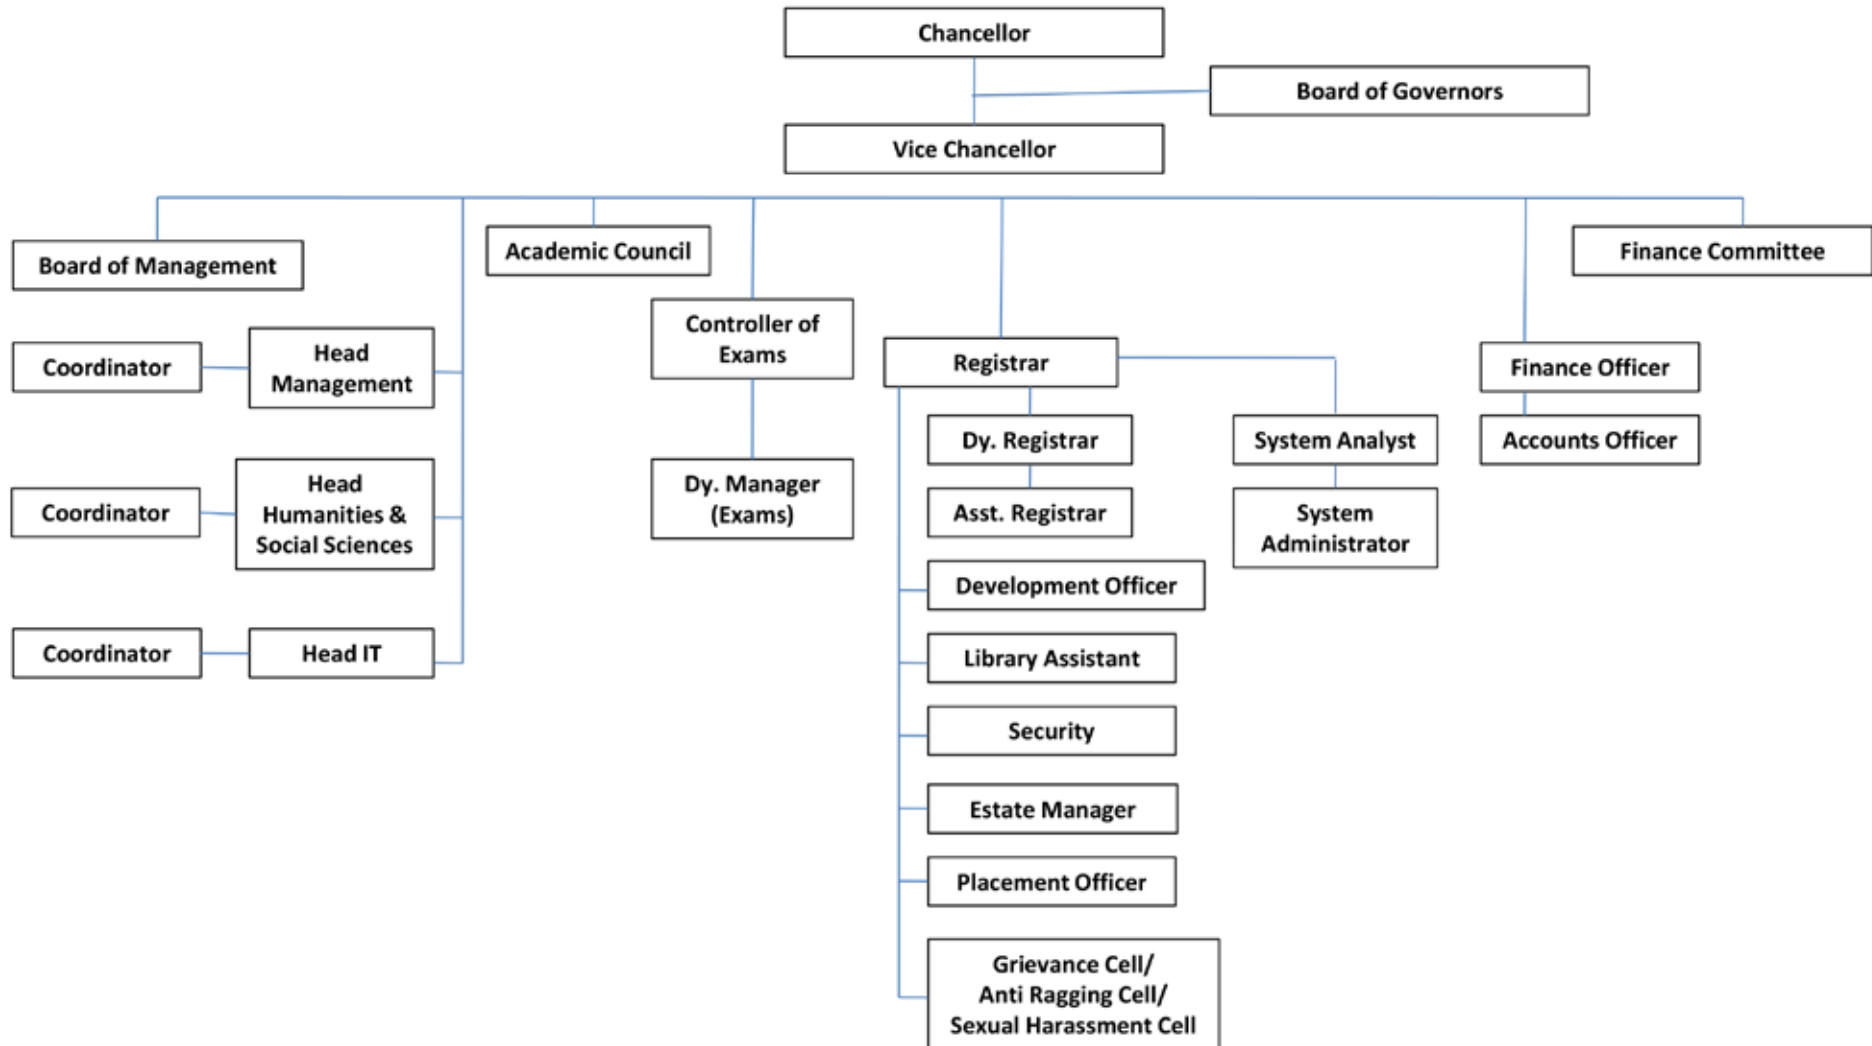 Chancellor
Board of Governors
Vice Chancellor
Board of Management
Academic Council
Finance Committee
Controller of
Exams
Coordinator
Head
Management
Registrar
Finance Officer
Dy. Registrar
System Analyst
Accounts Officer
Coordinator
Head
Humanities &
Social Sciences
Dy. Manager
(Exams)
Asst. Registrar
System
Administrator
Development Officer
Coordinator
Head IT
Library Assistant
Security
Estate Manager
Placement Officer
Grievance Cell/
Anti Ragging Cell/
Sexual Harassment Cell